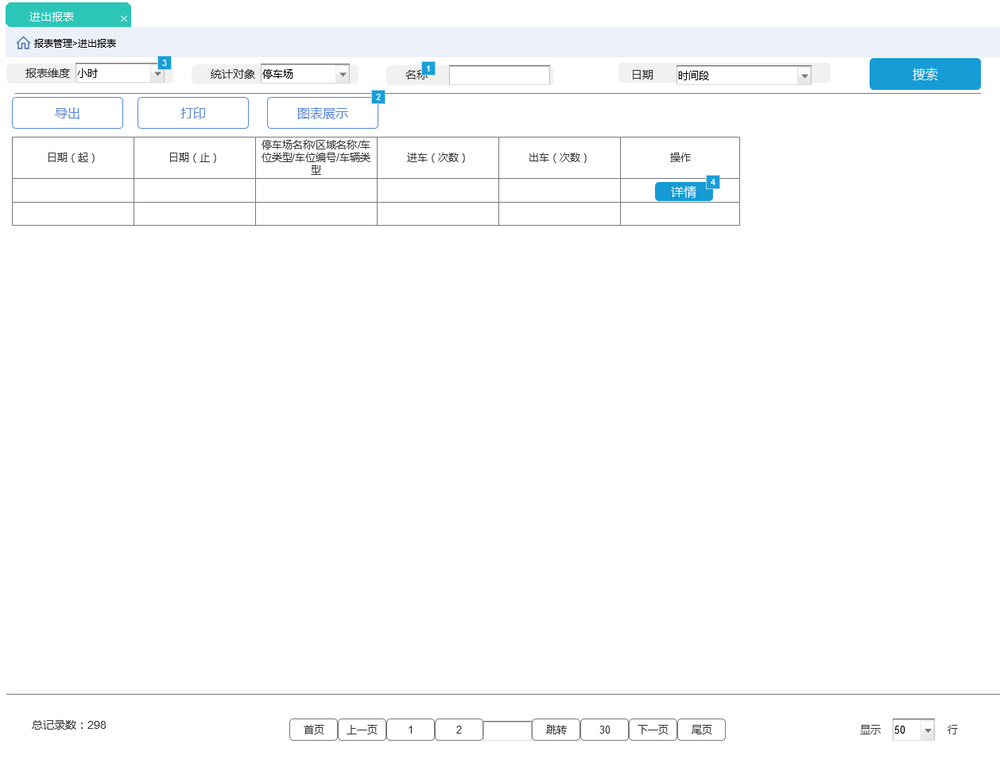 进出报表
报表管理>进出报表
报表维度 小时 3 统计对象 停车场 名称 1 日期 时间段 搜索
导出 打印 图表展示 2
日期（起） 日期（止） 停车场名称/区域名称/车 进车（次数） 出车（次数） 操作
位类型/车位编号/车辆类
型
详情 4
总记录数：298 首页 上一页 1 2 跳转 30 下一页 尾页 显示 50 行